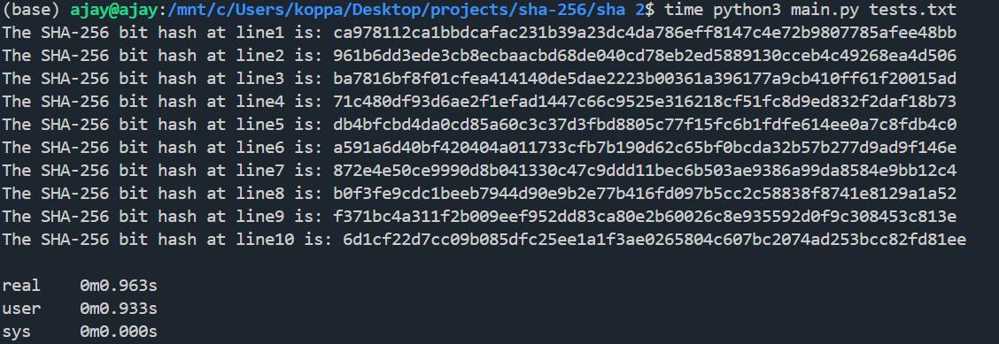 (base) ajay@ajay:/mnt/c/Users/koppa/Desktop/projects/sha-256/sha 2$ time python3 main.py tests.txt
The SHA-256 bit hash at line1 is: ca978112ca1bbdcafac231b39a23dc4da786eff8147c4e72b9807785afee48bb
The SHA-256 bit hash at line2 is: 961b6dd3ede3cb8ecbaacbd68de040cd78eb2ed5889130cceb4c49268ea4d506
The SHA-256 bit hash at line3 is: ba7816bf8f01cfea414140de5dae2223b00361a396177a9cb410ff61f20015ad
The SHA-256 bit hash at line4 is: 71c480df93d6ae2f1efad1447c66c9525e316218cf51fc8d9ed832f2daf18b73
The SHA-256 bit hash at line5 is: db4bfcbd4da0cd85a60c3c37d3fbd8805c77f15fc6b1fdfe614ee0a7c8fdb4c0
The SHA-256 bit hash at line6 is: a591a6d40bf420404a011733cfb7b190d62c65bf0bcda32b57b277d9ad9f146e
The SHA-256 bit hash at line7 is: 872e4e50ce9990d8b041330c47c9ddd11bec6b503ae9386a99da8584e9bb12c4
The SHA-256 bit hash at line8 is: b0f3fe9cdc1beeb7944d90e9b2e77b416fd097b5cc2c58838f8741e8129a1a52
The SHA-256 bit hash at line9 is: f371bc4a311f2b009eef952dd83ca80e2b60026c8e935592d0f9c308453c813e
The SHA-256 bit hash at line10 is: 6d1cf22d7cc09b085dfc25ee1a1f3ae0265804c607bc2074ad253bcc82fd81ee
real 0m0.963s
user 0m0.933s
sys 0m0.000s